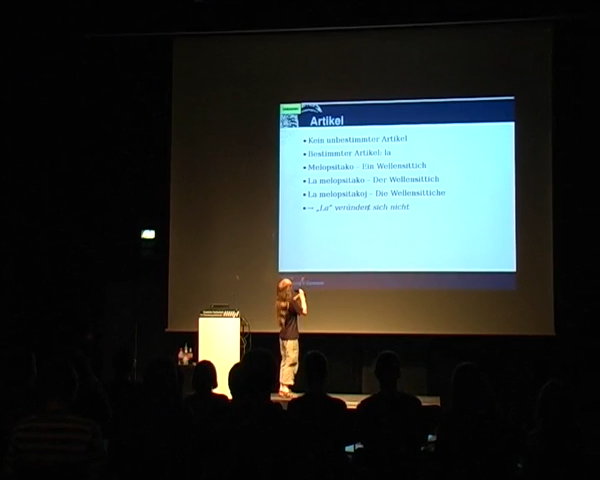 Artikel
•Kein unbestimmter Artikel
•Bestimmter Artikel: la
•Melopsitako – Ein Wellensittich
•La melopsitako – Der Wellensittich
•La melopsitakoj – Die Wellensittiche
•→ „La“ verändert sich nicht